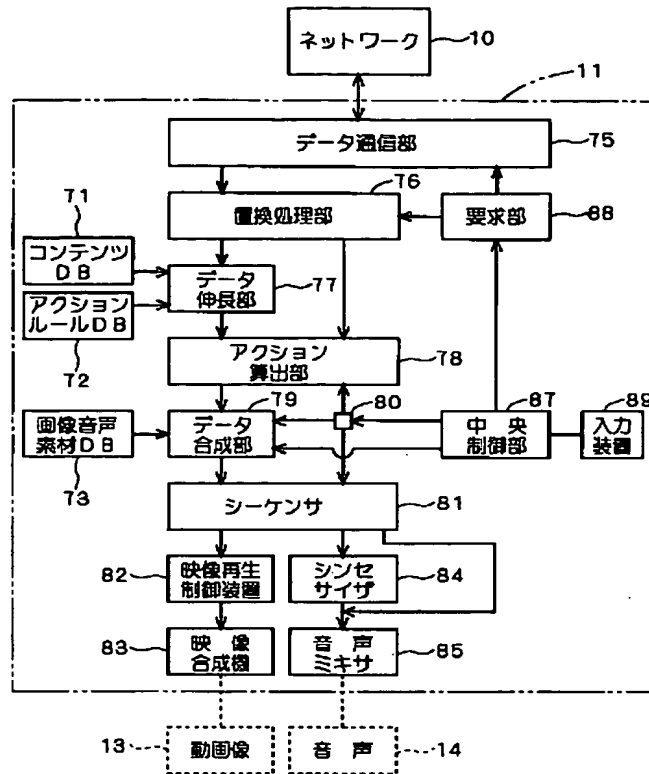 ネットワーク
10
11
データ通信部
75
76
置換処理部
要求部
88
71
コンテンツ
DB
データ
伸長部
77
アクション
ルールDB
72
アクション
算出部
78
79
80
87
89
画像音声
素材DB
73
データ
合成部
中央
制御部
入力
装置
シーケンサ
81
82
映像再生
制御装置
シンセ
サイザ
84
83
映像
合成機
音声
ミキサ
85
13
動画像
音声
14